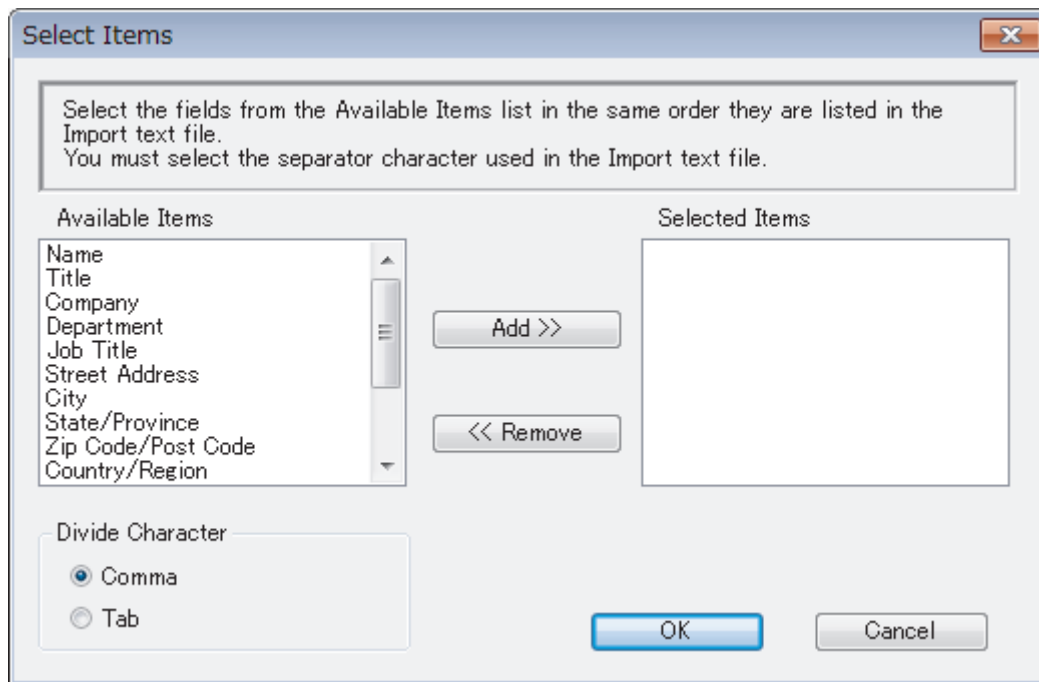 Select Items
Select the fields from the Available Items list in the same order they are listed in the
Import text file.
You must select the separator character used in the Import text file.
Available Items
Selected Items
Name
Title
Company
Department
Job Title
Street Address
City
State/Province
Zip Code/Post Code
Country/Region
Add >>
<< Remove
Divide Character
Comma
Tab
OK
Cancel